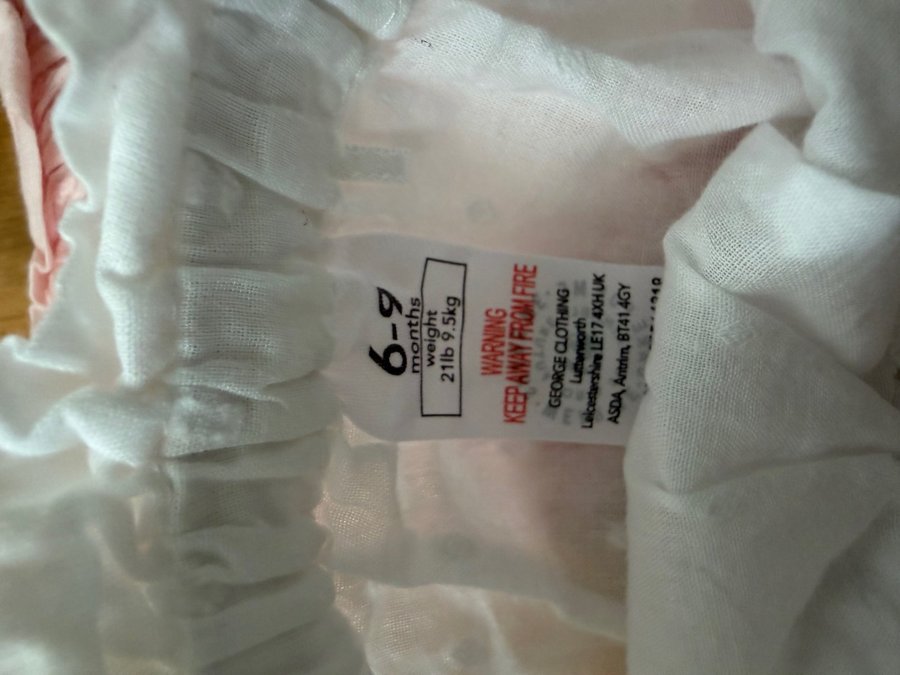 6-9
months
weight
21lb 9.5kg
WARNING
KEEP AWAY FROM FIRE
GEORGE CLOTHING
Lutterworth
Leicestershire LE17 4XH UK
ASDA, Antrim, BT41 4GY